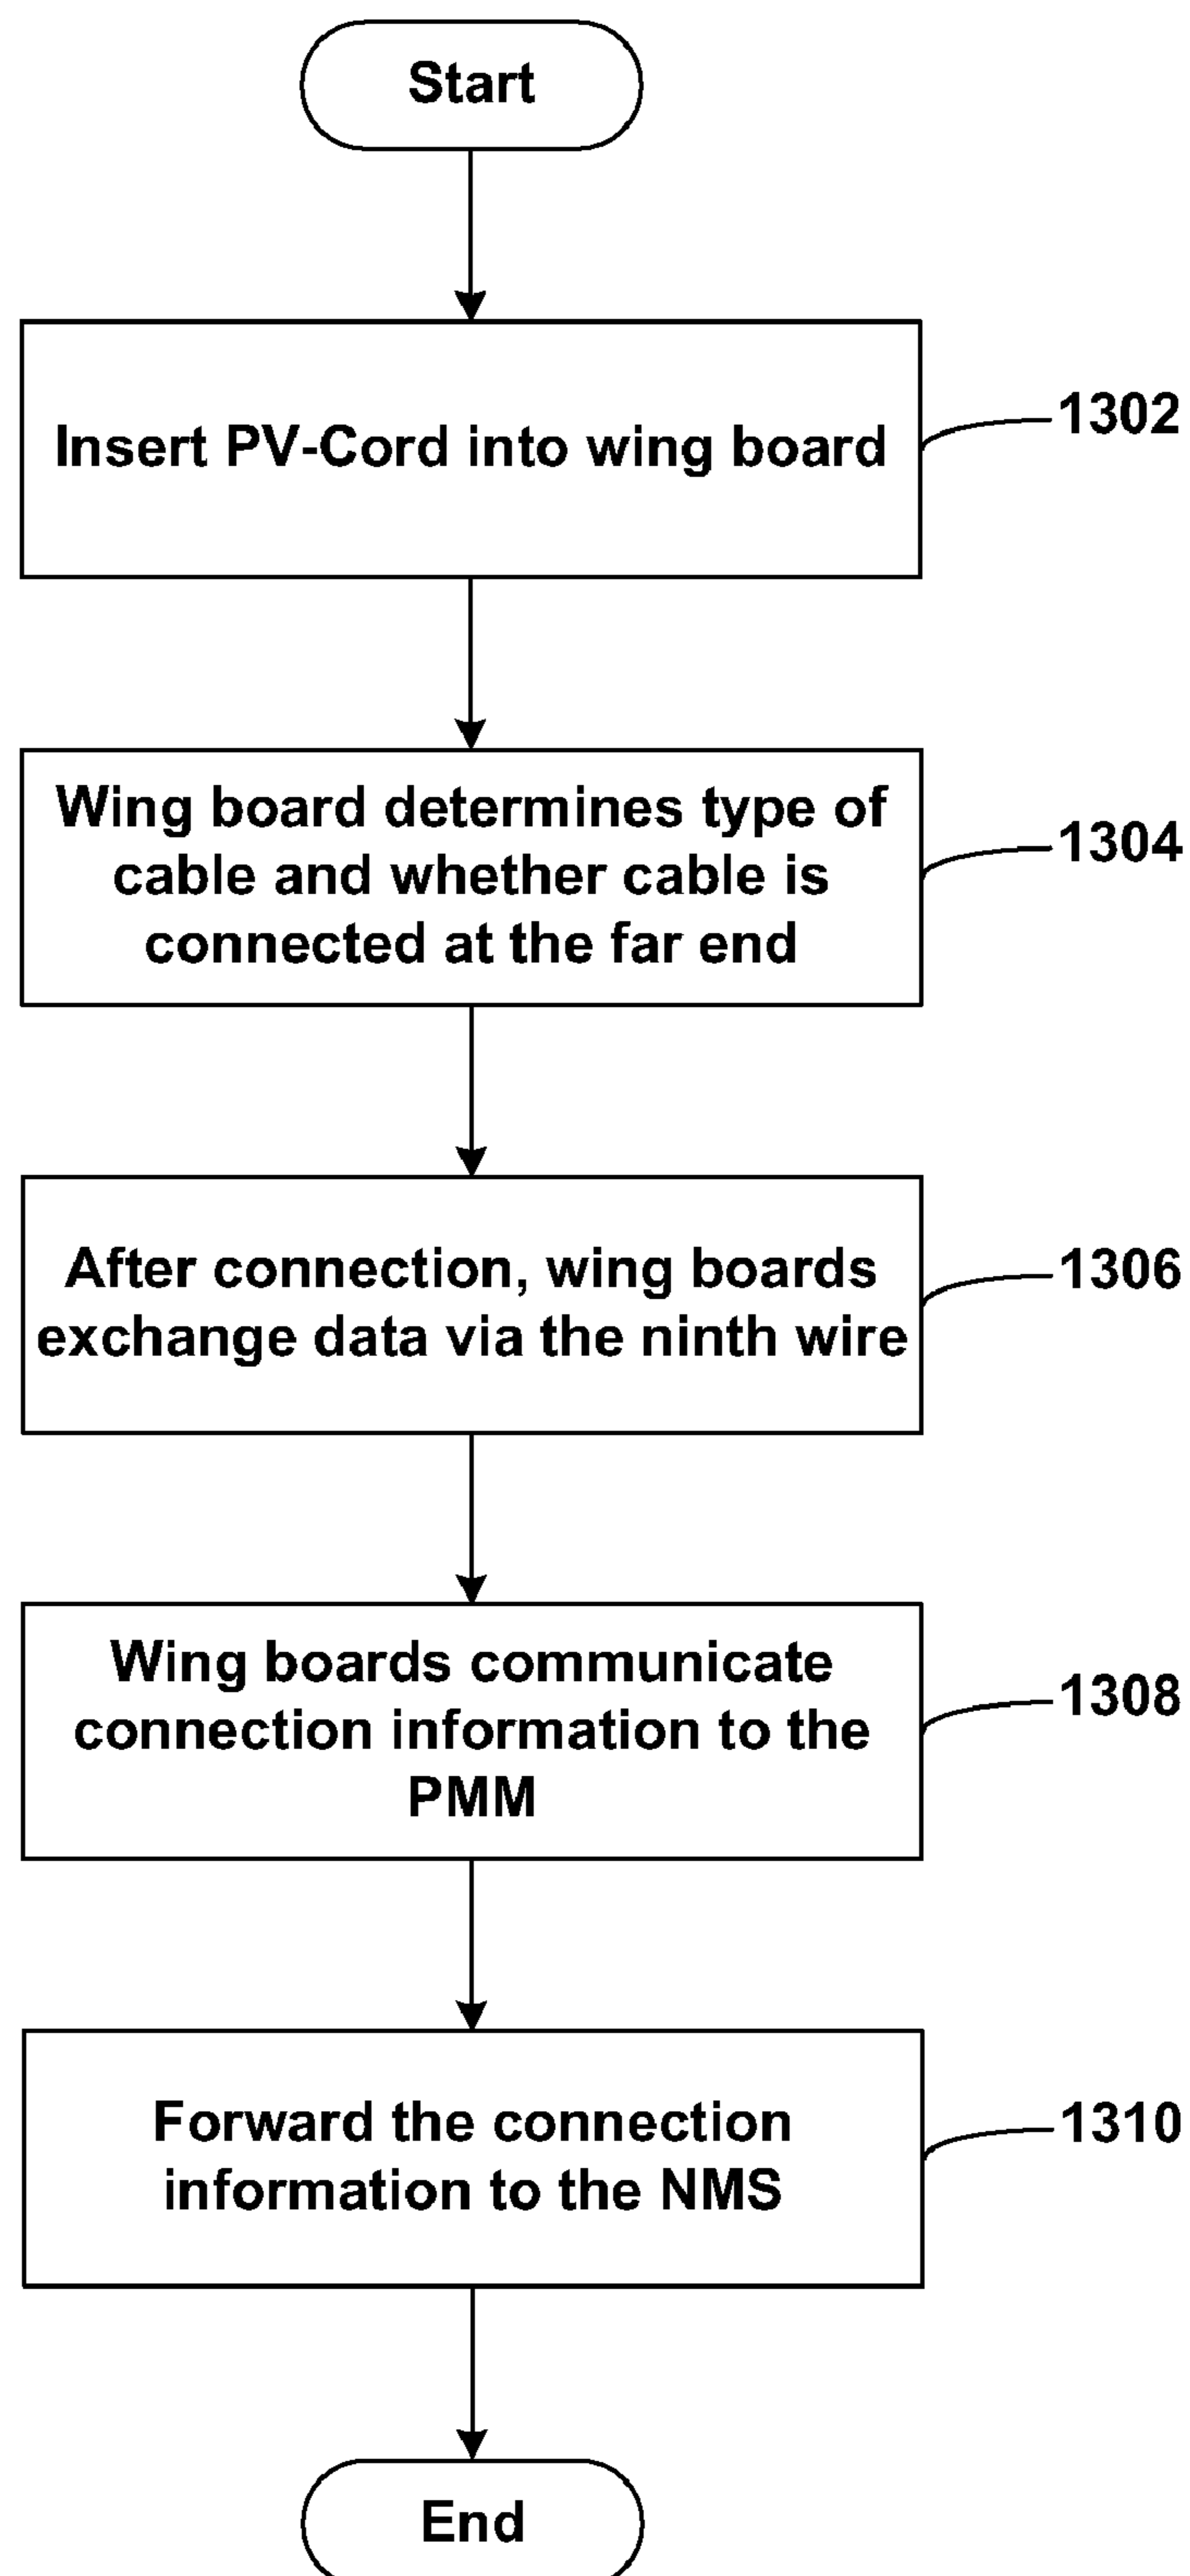 Start
Insert PV-Cord into wing board
1302
Wing board determines type of
cable and whether cable is
connected at the far end
1304
After connection, wing boards
exchange data via the ninth wire
1306
Wing boards communicate
connection information to the
PMM
1308
Forward the connection
information to the NMS
1310
End